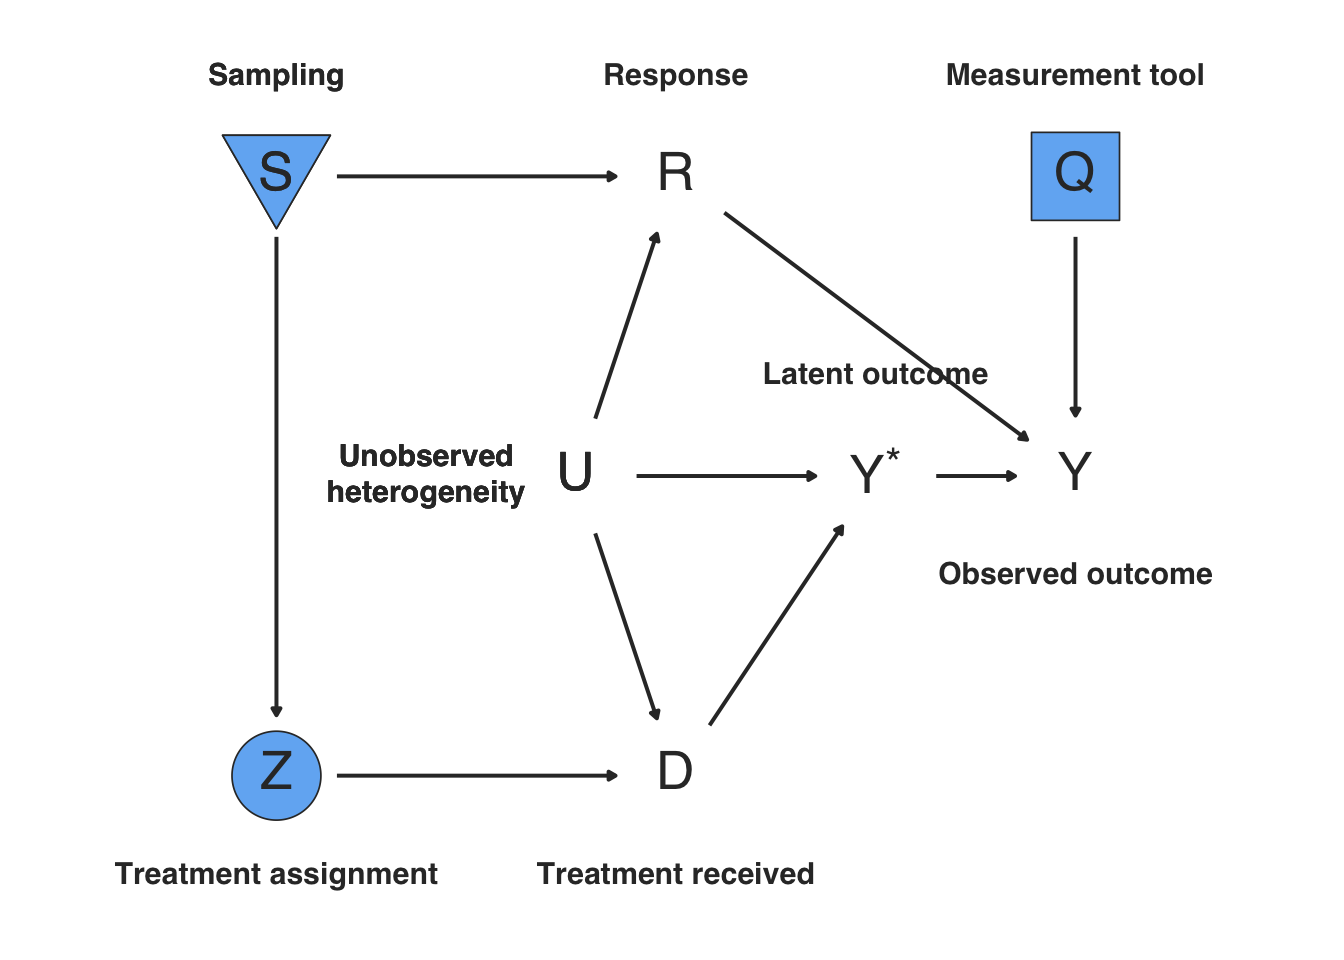 Sampling
Response
Measurement tool
S
R
Q
Latent outcome
Unobserved
heterogeneity
U
Y*
Y
Observed outcome
Z
D
Treatment assignment
Treatment received